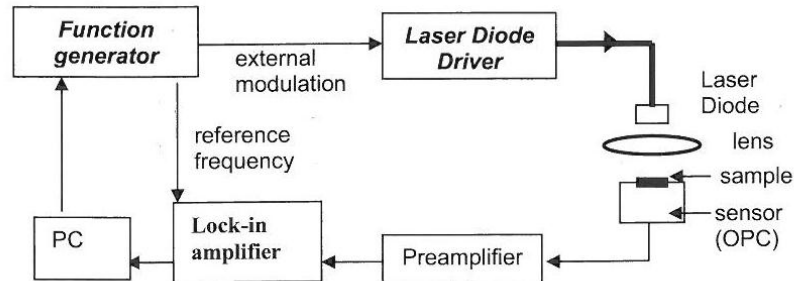 Function
generator
Laser Diode
Driver
external
modulation
Laser
Diode
lens
reference
frequency
sample
sensor
(OPC)
PC
Lock-in
amplifier
Preamplifier